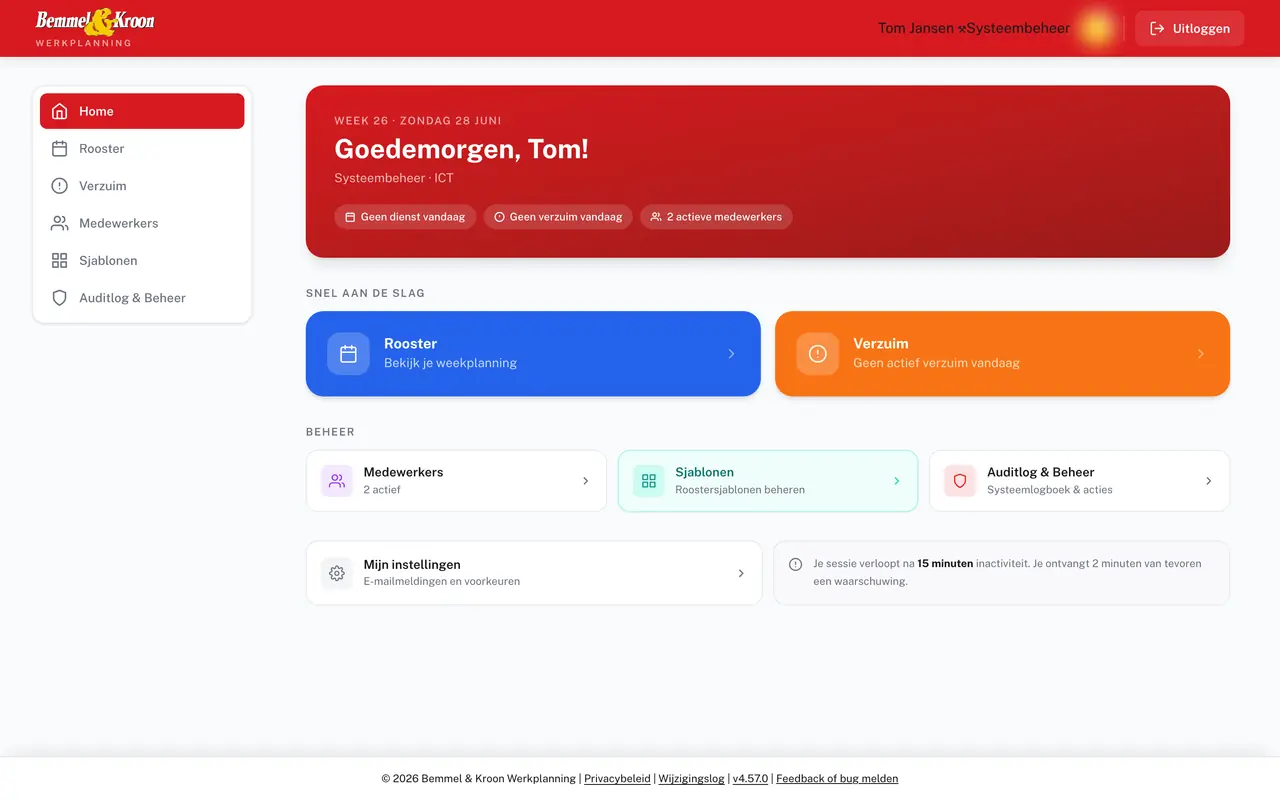 Bemmel & Kroon
WERKPLANNING
Tom Jansen ⚒Systeembeheer
Uitloggen
Home
Rooster
Verzuim
Medewerkers
Sjablonen
Auditlog & Beheer
WEEK 26 · ZONDAG 28 JUNI
Goedemorgen, Tom!
Systeembeheer · ICT
Geen dienst vandaag
Geen verzuim vandaag
2 actieve medewerkers
SNEL AAN DE SLAG
Rooster
Bekijk je weekplanning
Verzuim
Geen actief verzuim vandaag
BEHEER
Medewerkers
2 actief
Sjablonen
Roostersjablonen beheren
Auditlog & Beheer
Systeemlogboek & acties
Mijn instellingen
E-mailmeldingen en voorkeuren
Je sessie verloopt na 15 minuten inactiviteit. Je ontvangt 2 minuten van tevoren
een waarschuwing.
© 2026 Bemmel & Kroon Werkplanning | Privacybeleid | Wijzigingslog | v4.57.0 | Feedback of bug melden